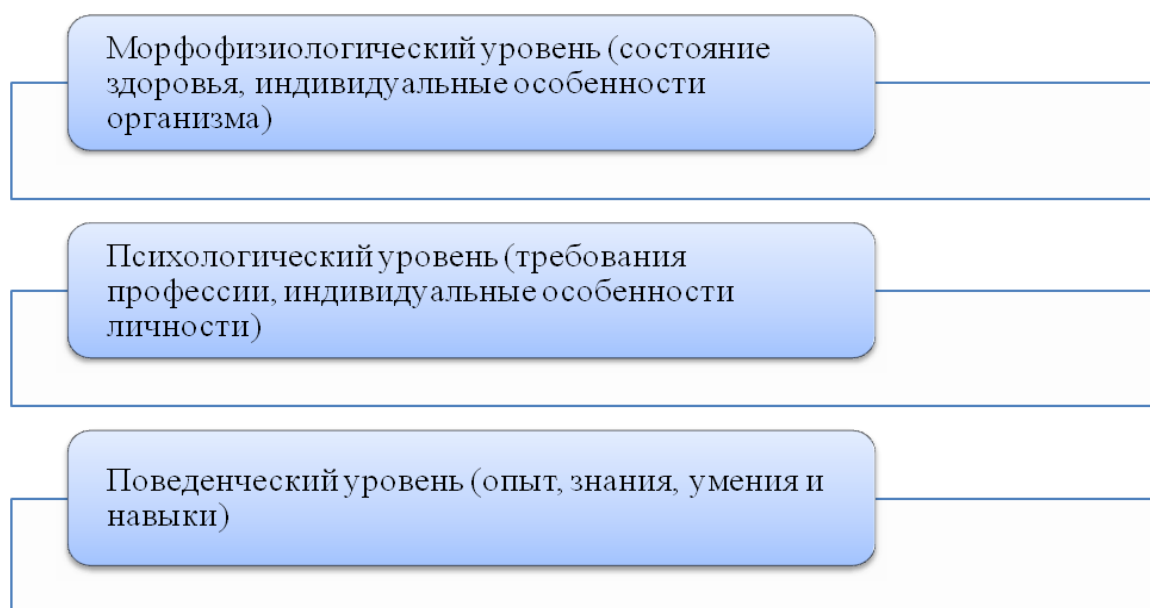 Морфофизиологический уровень (состояние
здоровья, индивидуальные особенности
организма)
Психологический уровень (требования
профессии, индивидуальные особенности
личности)
Поведенческий уровень (опыт, знания, умения и
навыки)